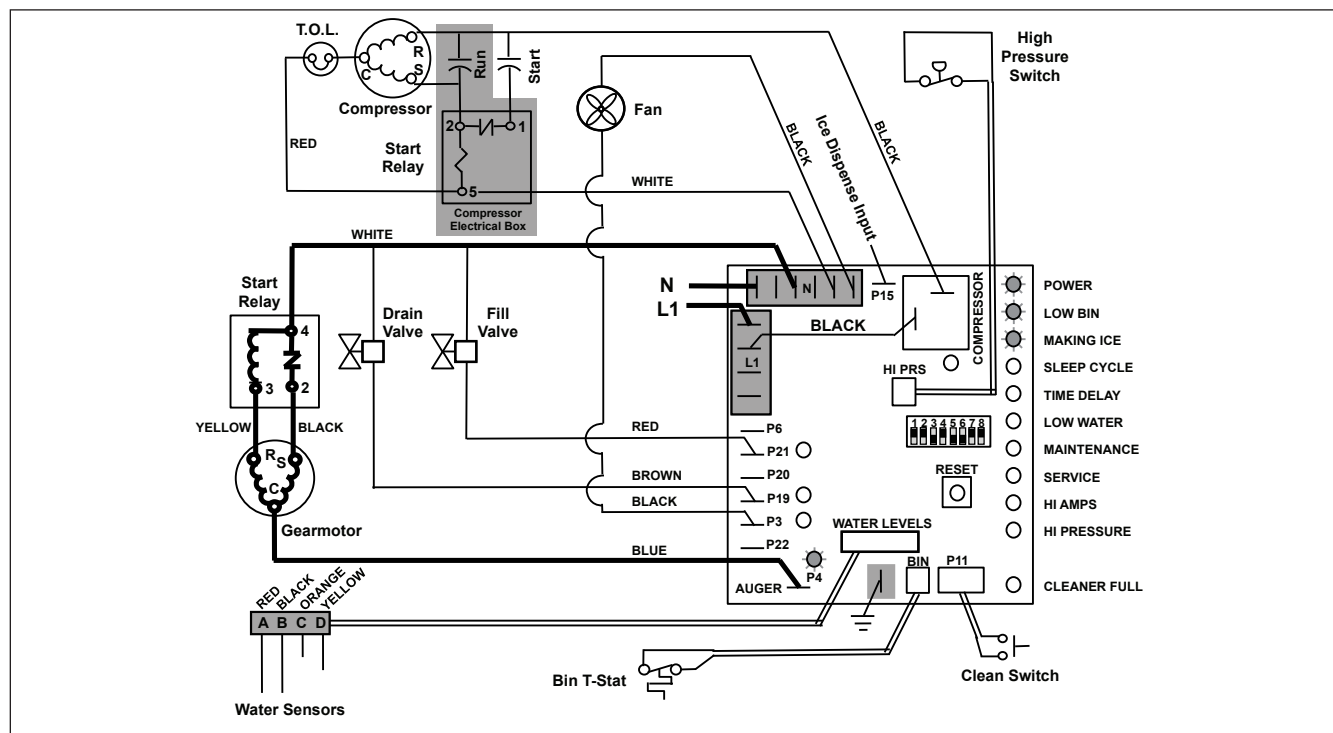 T.O.L.
C
R
S
Compressor
Run
Start
RED
Start
Relay
2
1
5
Compressor
Electrical Box
Fan
BLACK
Ice Dispense Input
BLACK
High
Pressure
Switch
WHITE
WHITE
Start
Relay
4
3
2
YELLOW
BLACK
R
S
C
Gearmotor
Drain
Valve
Fill
Valve
N
L1
N
P15
BLACK
COMPRESSOR
L1
HI PRS
POWER
LOW BIN
MAKING ICE
SLEEP CYCLE
TIME DELAY
LOW WATER
MAINTENANCE
SERVICE
HI AMPS
HI PRESSURE
CLEANER FULL
1 2 3 4 5 6 7 8
RESET
RED
BROWN
BLACK
BLUE
P6
P21
P20
P19
P3
P22
P4
AUGER
WATER LEVELS
BIN
P11
RED
BLACK
ORANGE
YELLOW
A B C D
Water Sensors
Bin T-Stat
Clean Switch